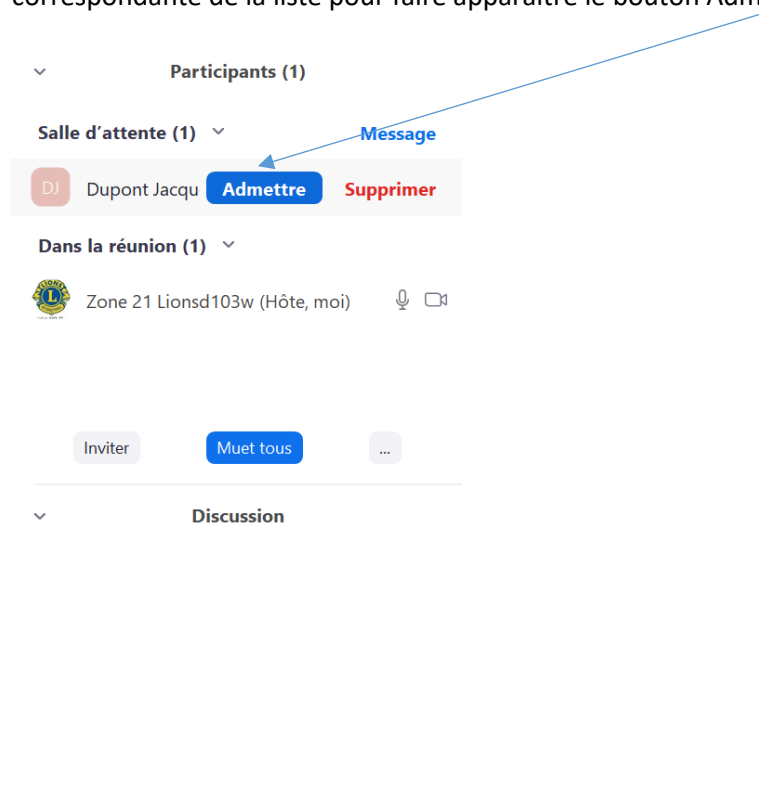 correspondante de la liste pour faire apparaître le bouton
Participants (1)
Salle d'attente (1) Message
DJ Dupont Jacqu Admettre Supprimer
Dans la réunion (1)
Zone 21 Lionsd103w (Hôte, moi)
Inviter Muet tous ...
Discussion